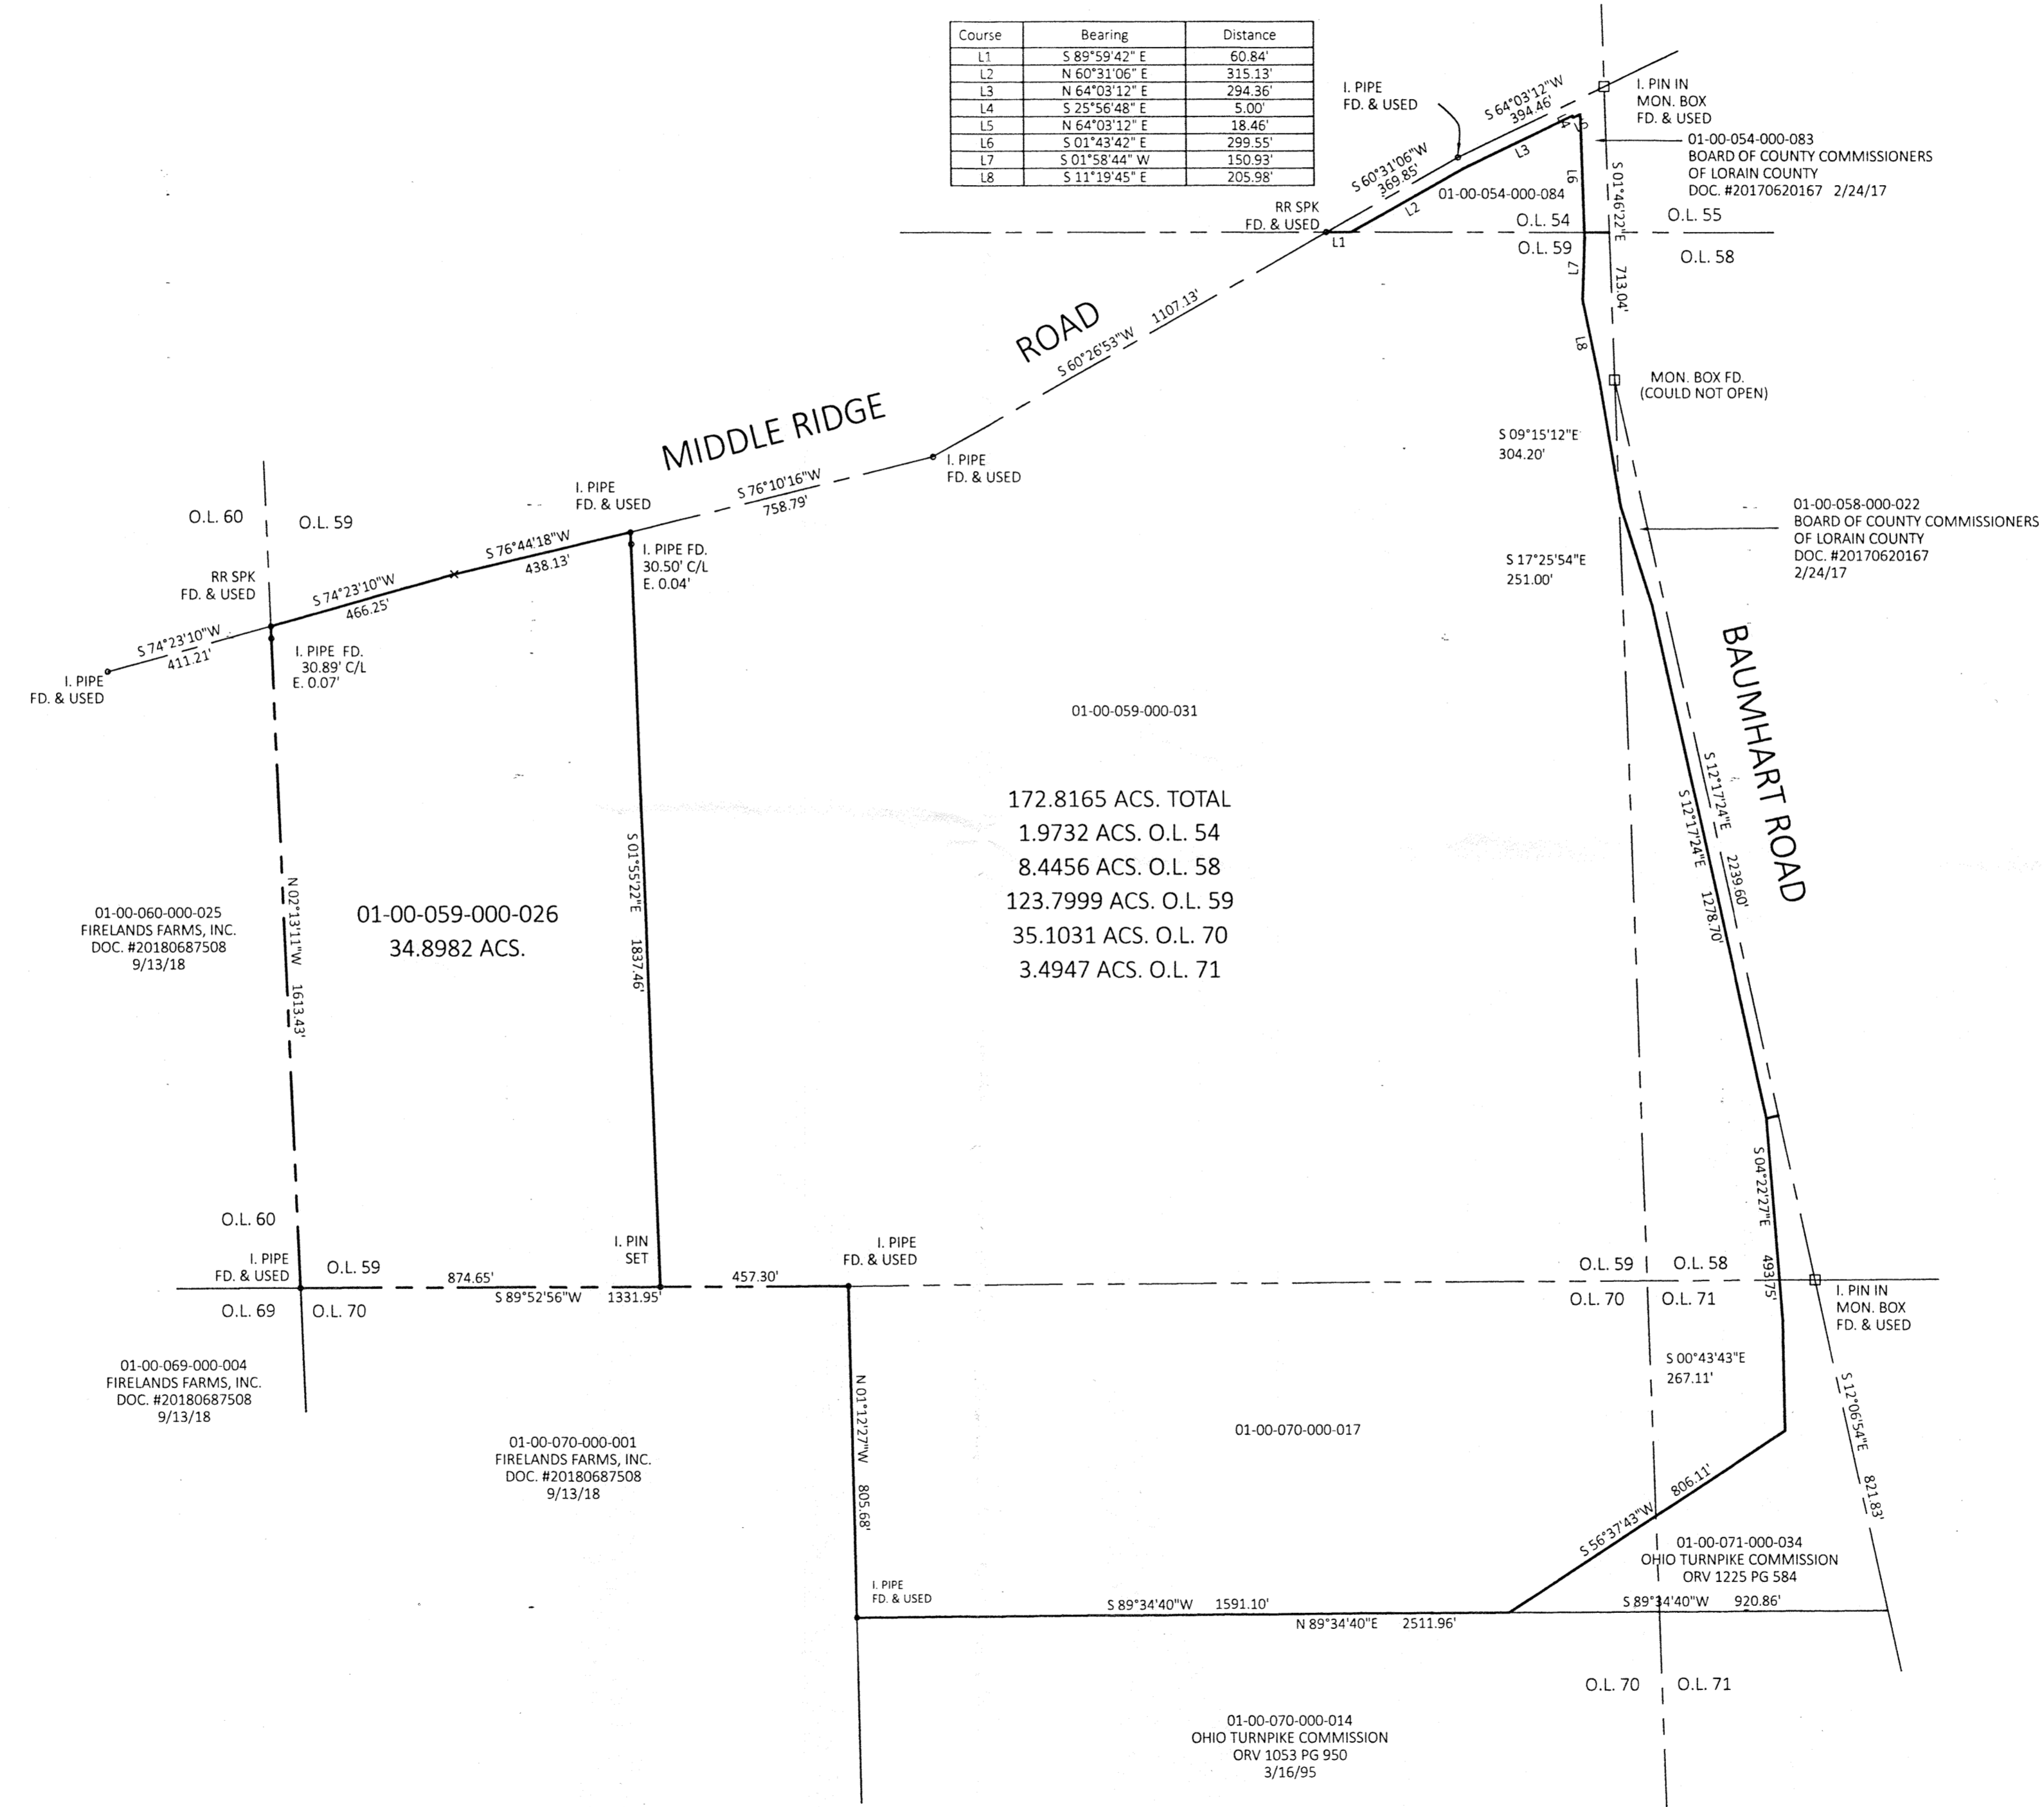 Course Bearing Distance
L1 S 89°59'42" E 60.84'
L2 N 60°31'06" E 315.13'
L3 N 64°03'12" E 294.36'
L4 S 25°56'48" E 5.00'
L5 N 64°03'12" E 18.46'
L6 S 01°43'42" E 299.55'
L7 S 01°58'44" W 150.93'
L8 S 11°19'45" E 205.98'
I. PIPE
FD. & USED
S 64°03'12"W
394.46'
I. PIN IN
MON. BOX
FD. & USED
01-00-054-000-083
BOARD OF COUNTY COMMISSIONERS
OF LORAIN COUNTY
DOC. #20170620167 2/24/17
S 60°31'06"W
369.85'
L4
L5
L3
L6
L2
01-00-054-000-084
RR SPK
FD. & USED
L1
O.L. 54
O.L. 55
O.L. 59
O.L. 58
L7
S 01°46'22"E 713.04'
L8
MON. BOX FD.
(COULD NOT OPEN)
MIDDLE RIDGE ROAD
S 60°26'53"W 1107.13'
I. PIPE
FD. & USED
S 76°10'16"W
758.79'
I. PIPE
FD. & USED
I. PIPE FD.
30.50' C/L
E. 0.04'
S 76°44'18"W
438.13'
O.L. 60
O.L. 59
RR SPK
FD. & USED
S 74°23'10"W
466.25'
S 74°23'10"W
411.21'
I. PIPE
FD. & USED
I. PIPE FD.
30.89' C/L
E. 0.07'
S 09°15'12"E
304.20'
S 17°25'54"E
251.00'
01-00-058-000-022
BOARD OF COUNTY COMMISSIONERS
OF LORAIN COUNTY
DOC. #20170620167
2/24/17
BAUMHART ROAD
01-00-059-000-031
172.8165 ACS. TOTAL
1.9732 ACS. O.L. 54
8.4456 ACS. O.L. 58
123.7999 ACS. O.L. 59
35.1031 ACS. O.L. 70
3.4947 ACS. O.L. 71
S 12°17'24"E 2239.60'
S 12°17'24"E 1278.70'
S 01°55'22"E 1837.46'
N 02°13'11"W 1613.43'
01-00-060-000-025
FIRELANDS FARMS, INC.
DOC. #20180687508
9/13/18
01-00-059-000-026
34.8982 ACS.
S 04°22'27"E 493.75'
O.L. 60
I. PIPE
FD. & USED
O.L. 59
O.L. 69
O.L. 70
874.65'
S 89°52'56"W 1331.95'
I. PIN
SET
457.30'
I. PIPE
FD. & USED
O.L. 59
O.L. 58
O.L. 70
O.L. 71
I. PIN IN
MON. BOX
FD. & USED
S 00°43'43"E
267.11'
01-00-069-000-004
FIRELANDS FARMS, INC.
DOC. #20180687508
9/13/18
01-00-070-000-001
FIRELANDS FARMS, INC.
DOC. #20180687508
9/13/18
N 01°12'27"W 805.68'
01-00-070-000-017
S 12°06'54"E 821.83'
S 56°37'43"W 806.11'
01-00-071-000-034
OHIO TURNPIKE COMMISSION
ORV 1225 PG 584
I. PIPE
FD. & USED
S 89°34'40"W 1591.10'
S 89°34'40"W 920.86'
N 89°34'40"E 2511.96'
O.L. 70
O.L. 71
01-00-070-000-014
OHIO TURNPIKE COMMISSION
ORV 1053 PG 950
3/16/95